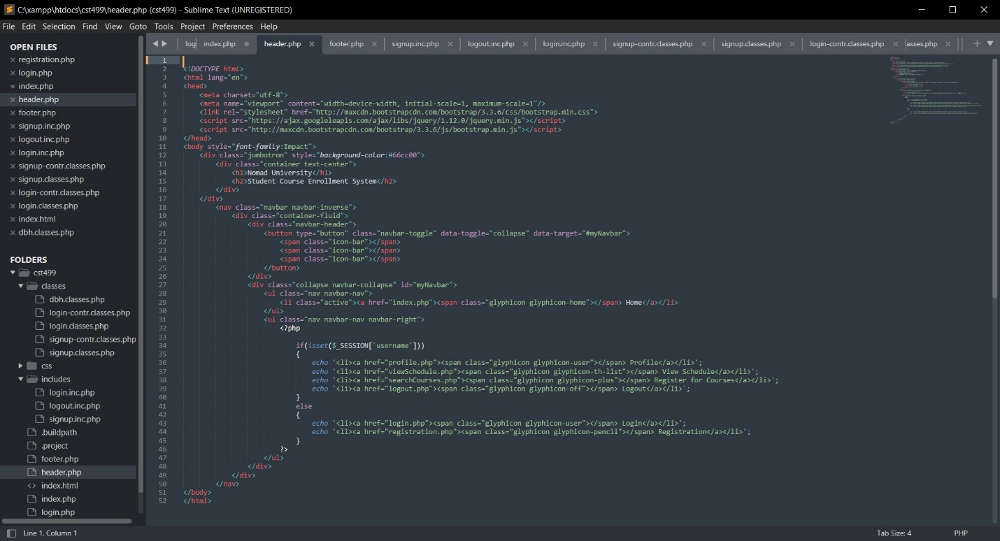 C:\xampp\htdocs\cst499\header.php (cst499) - Sublime Text (UNREGISTERED)
File Edit Selection Find View Goto Tools Project Preferences Help
OPEN FILES
registration.php
login.php
index.php
header.php
footer.php
signup.inc.php
logout.inc.php
login.inc.php
signup-contr.classes.php
signup.classes.php
login-contr.classes.php
login.classes.php
index.html
dbh.classes.php
FOLDERS
cst499
classes
dbh.classes.php
login-contr.classes.php
login.classes.php
signup-contr.classes.php
signup.classes.php
css
includes
login.inc.php
logout.inc.php
signup.inc.php
.buildpath
.project
footer.php
header.php
index.html
index.php
login.php
log index.php header.php footer.php signup.inc.php logout.inc.php login.inc.php signup-contr.classes.php signup.classes.php login-contr.classes.php asses.php
1
2 <!DOCTYPE html>
3 <html lang="en">
4 <head>
5 <meta charset="utf-8">
6 <meta name="viewport" content="width=device-width, initial-scale=1, maximum-scale=1"/>
7 <link rel="stylesheet" href="http://maxcdn.bootstrapcdn.com/bootstrap/3.3.6/css/bootstrap.min.css">
8 <script src="https://ajax.googleleapis.com/ajax/libs/jquery/1.12.0/jquery.min.js"></script>
9 <script src="http://maxcdn.bootstrapcdn.com/bootstrap/3.3.6/js/bootstrap.min.js"></script>
10 </head>
11 <body style="font-family:Impact">
12 <div class="jumbotron" style="background-color:#66cc00">
13 <div class="container text-center">
14 <h1>Nomad University</h1>
15 <h2>Student Course Enrollment System</h2>
16 </div>
17 </div>
18 <nav class="navbar navbar-inverse">
19 <div class="container-fluid">
20 <div class="navbar-header">
21 <button type="button" class="navbar-toggle" data-toggle="collapse" data-target="#myNavbar">
22 <span class="icon-bar"></span>
23 <span class="icon-bar"></span>
24 <span class="icon-bar"></span>
25 </button>
26 </div>
27 <div class="collapse navbar-collapse" id="myNavbar">
28 <ul class="nav navbar-nav">
29 <li class="active"><a href="index.php"><span class="glyphicon glyphicon-home"></span> Home</a></li>
30 </ul>
31 <ul class="nav navbar-nav navbar-right">
32 <?php
33
34 if(isset($_SESSION['username']))
35 {
36 echo '<li><a href="profile.php"><span class="glyphicon glyphicon-user"></span> Profile</a></li>';
37 echo '<li><a href="viewSchedule.php"><span class="glyphicon glyphicon-th-list"></span> View Schedule</a></li>';
38 echo '<li><a href="searchCourses.php"><span class="glyphicon glyphicon-plus"></span> Register for Courses</a></li>';
39 echo '<li><a href="logout.php"><span class="glyphicon glyphicon-off"></span> Logout</a></li>';
40 }
41 else
42 {
43 echo '<li><a href="login.php"><span class="glyphicon glyphicon-user"></span> Login</a></li>';
44 echo '<li><a href="registration.php"><span class="glyphicon glyphicon-pencil"></span> Registration</a></li>';
45 }
46 ?>
47 </ul>
48 </div>
49 </div>
50 </nav>
51 </body>
52 </html>
Line 1, Column 1
Tab Size: 4 PHP